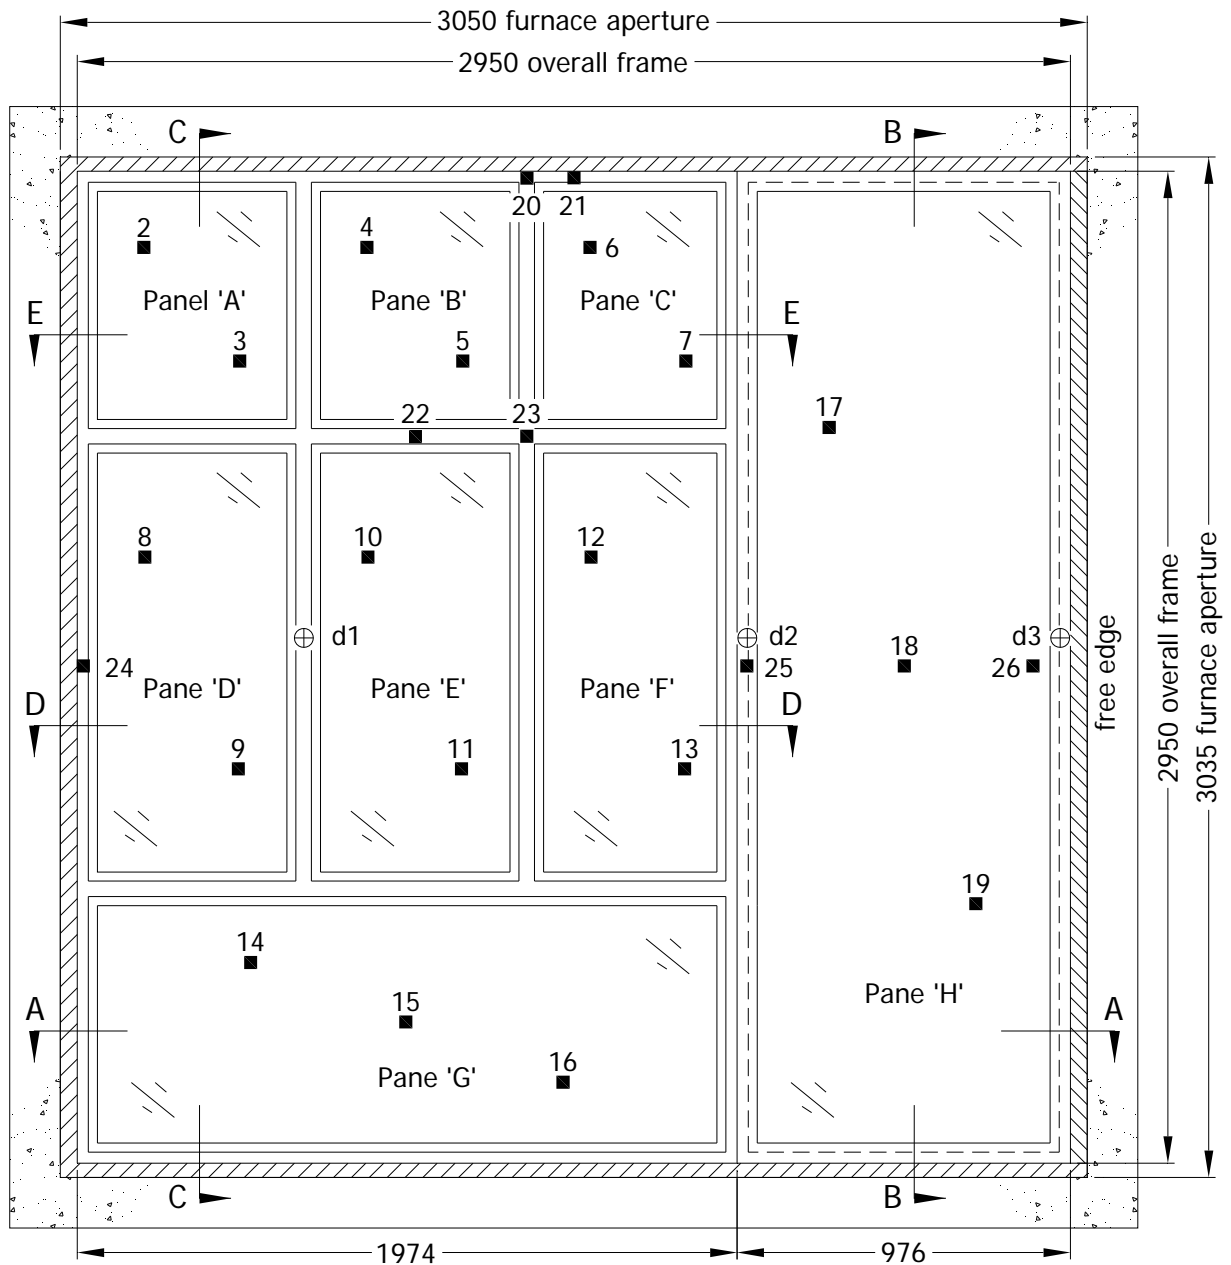 3050 furnace aperture
2950 overall frame
C
B
20
21
2
4
6
Panel 'A'
Pane 'B'
Pane 'C'
E
E
3
5
7
22
23
17
8
10
12
d1
d2
d3
18
24
25
26
free edge
2950 overall frame
3035 furnace aperture
Pane 'D'
Pane 'E'
Pane 'F'
D
D
9
11
13
19
14
Pane 'H'
15
A
A
16
Pane 'G'
C
B
1974
976